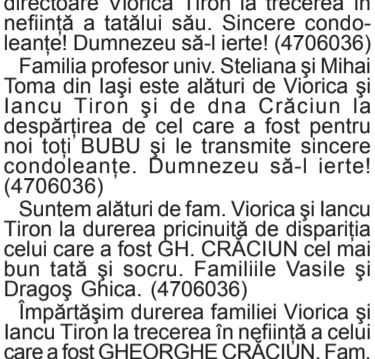 directoare Viorica Tiron la trecerea în
neființă a tatălui său. Sincere condo-
leanțe! Dumnezeu să-l ierte! (4706036)
Familia profesor univ. Steliana și Mihai
Toma din Iași este alături de Viorica și
Iancu Tiron și de dna Crăciun la
despărțirea de cel care a fost pentru
noi toți BUBU și le transmite sincere
condoleanțe. Dumnezeu să-l ierte!
(4706036)
Suntem alături de fam. Viorica și Iancu
Tiron la durerea pricinuită de dispariția
celui care a fost GH. CRĂCIUN cel mai
bun tată și socru. Familiile Vasile și
Dragoș Ghica. (4706036)
Împărtășim durerea familiei Viorica și
Iancu Tiron la trecerea în neființă a celui
care a fost GHEORGHE CRĂCIUN. Fam.